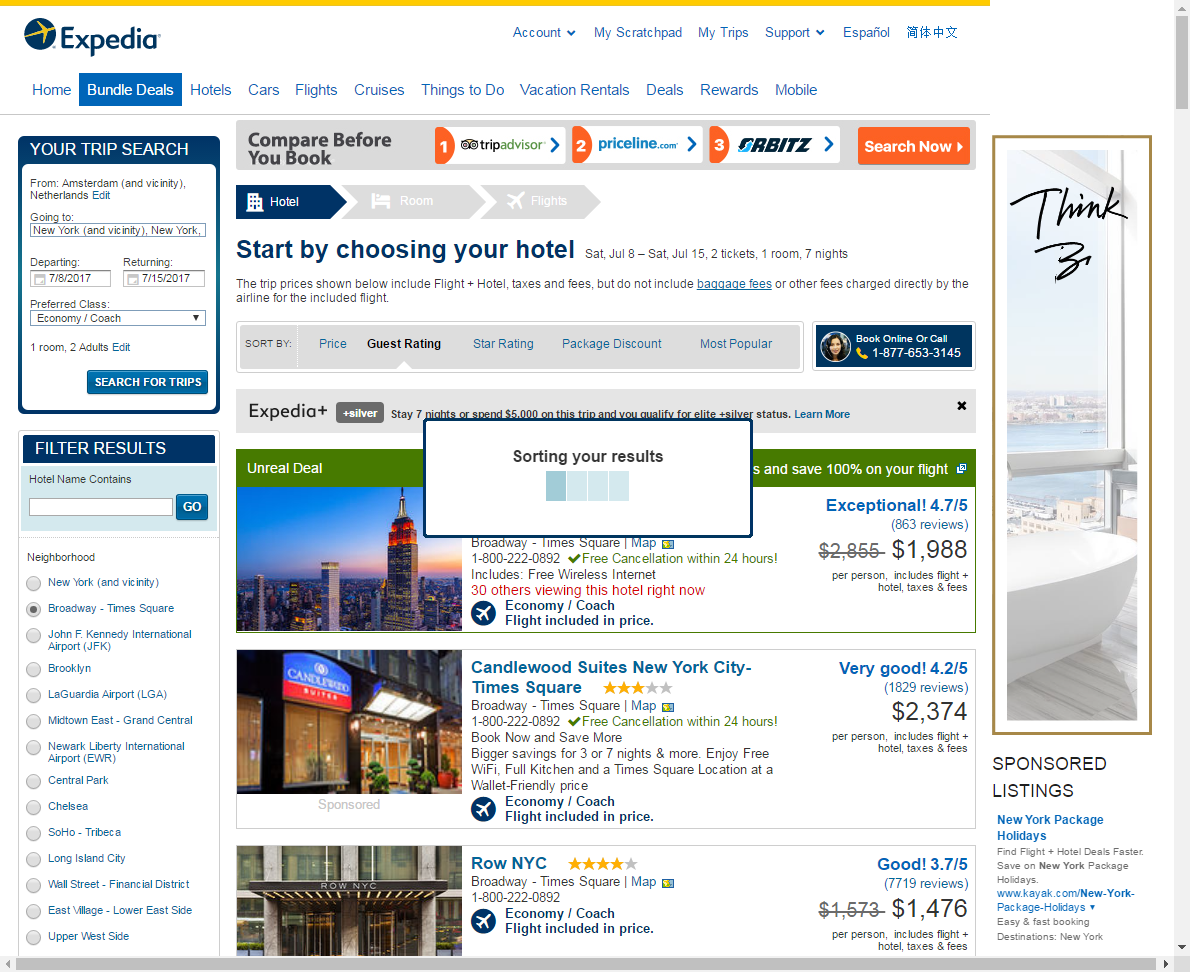 Expedia
Account
My Scratchpad
My Trips
Support
Español
简体中文
Home
Bundle Deals
Hotels
Cars
Flights
Cruises
Things to Do
Vacation Rentals
Deals
Rewards
Mobile
YOUR TRIP SEARCH
From: Amsterdam (and vicinity),
Netherlands Edit
Going to:
New York (and vicinity), New York,
Departing:
Returning:
7/8/2017
7/15/2017
Preferred Class:
Economy / Coach
1 room, 2 Adults Edit
SEARCH FOR TRIPS
FILTER RESULTS
Hotel Name Contains
GO
Neighborhood
New York (and vicinity)
Broadway - Times Square
John F. Kennedy International
Airport (JFK)
Brooklyn
LaGuardia Airport (LGA)
Midtown East - Grand Central
Newark Liberty International
Airport (EWR)
Central Park
Chelsea
SoHo - Tribeca
Long Island City
Wall Street - Financial District
East Village - Lower East Side
Upper West Side
Compare Before
You Book
1 tripadvisor
2 priceline.com
3 ORBITZ
Search Now
Hotel
Room
Flights
Start by choosing your hotel
Sat, Jul 8 – Sat, Jul 15, 2 tickets, 1 room, 7 nights
The trip prices shown below include Flight + Hotel, taxes and fees, but do not include baggage fees or other fees charged directly by the
airline for the included flight.
SORT BY:
Price
Guest Rating
Star Rating
Package Discount
Most Popular
Book Online Or Call
1-877-653-3145
Expedia+
+silver
Stay 7 nights or spend $5,000 on this trip and you qualify for elite +silver status. Learn More
Sorting your results
Unreal Deal
s and save 100% on your flight
Broadway - Times Square | Map
1-800-222-0892 Free Cancellation within 24 hours!
Includes: Free Wireless Internet
30 others viewing this hotel right now
Economy / Coach
Flight included in price.
Exceptional! 4.7/5
(863 reviews)
$2,855 $1,988
per person, includes flight +
hotel, taxes & fees
CANDLEWOOD
SUITES
Sponsored
Candlewood Suites New York City-
Times Square
Broadway - Times Square | Map
1-800-222-0892 Free Cancellation within 24 hours!
Book Now and Save More
Bigger savings for 3 or 7 nights & more. Enjoy Free
WiFi, Full Kitchen and a Times Square Location at a
Wallet-Friendly price
Economy / Coach
Flight included in price.
Very good! 4.2/5
(1829 reviews)
$2,374
per person, includes flight +
hotel, taxes & fees
ROW NYC
Row NYC
Broadway - Times Square | Map
1-800-222-0892
Economy / Coach
Flight included in price.
Good! 3.7/5
(7719 reviews)
$1,573 $1,476
per person, includes flight +
hotel, taxes & fees
Think
SPONSORED
LISTINGS
New York Package
Holidays
Find Flight + Hotel Deals Faster.
Save on New York Package
Holidays.
www.kayak.com/New-York-
Package-Holidays
Easy & fast booking
Destinations: New York